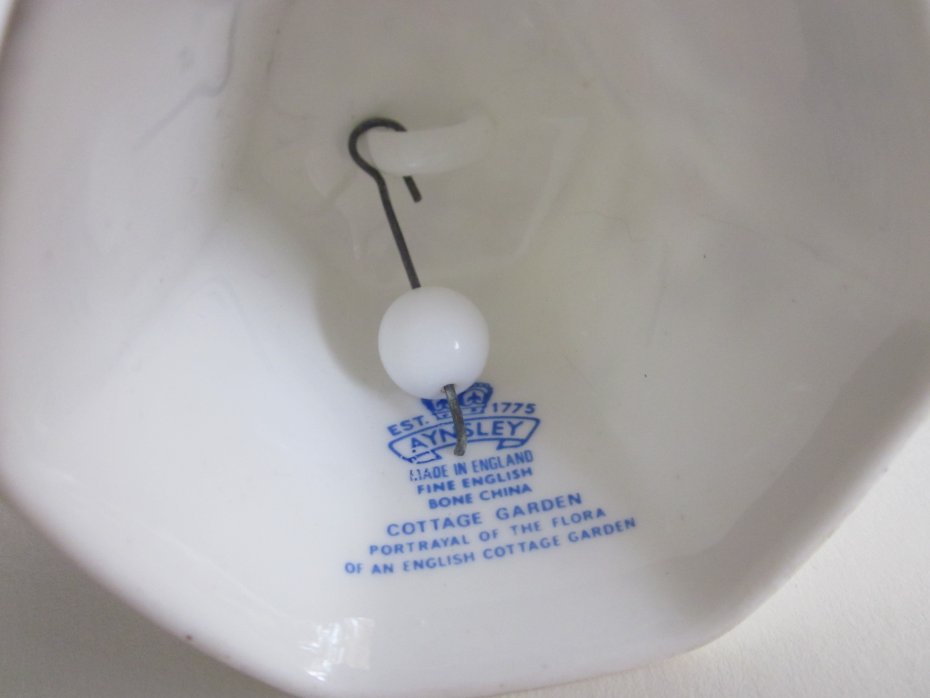 EST. 1775
AYNSLEY
MADE IN ENGLAND
FINE ENGLISH
BONE CHINA
COTTAGE GARDEN
PORTRAYAL OF THE FLORA
OF AN ENGLISH COTTAGE GARDEN